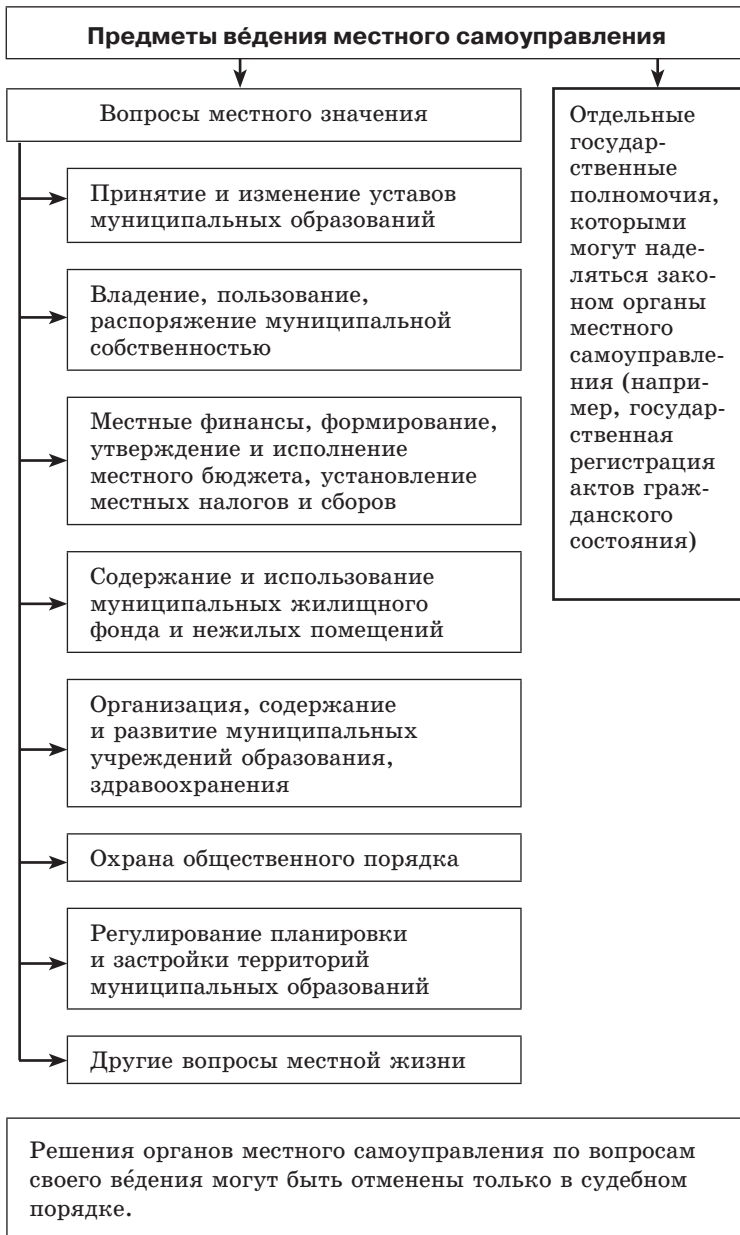 Предметы ве́дения местного самоуправления
Вопросы местного значения
Принятие и изменение уставов
муниципальных образований
Владение, пользование,
распоряжение муниципальной
собственностью
Местные финансы, формирование,
утверждение и исполнение
местного бюджета, установление
местных налогов и сборов
Содержание и использование
муниципальных жилищного
фонда и нежилых помещений
Организация, содержание
и развитие муниципальных
учреждений образования,
здравоохранения
Охрана общественного порядка
Регулирование планировки
и застройки территорий
муниципальных образований
Другие вопросы местной жизни
Отдельные
государ-
ственные
полномочия,
которыми
могут наде-
ляться зако-
ном органы
местного
самоуправле-
ния (напри-
мер, государ-
ственная
регистрация
актов граж-
данского
состояния)
Решения органов местного самоуправления по вопросам
своего ве́дения могут быть отменены только в судебном
порядке.